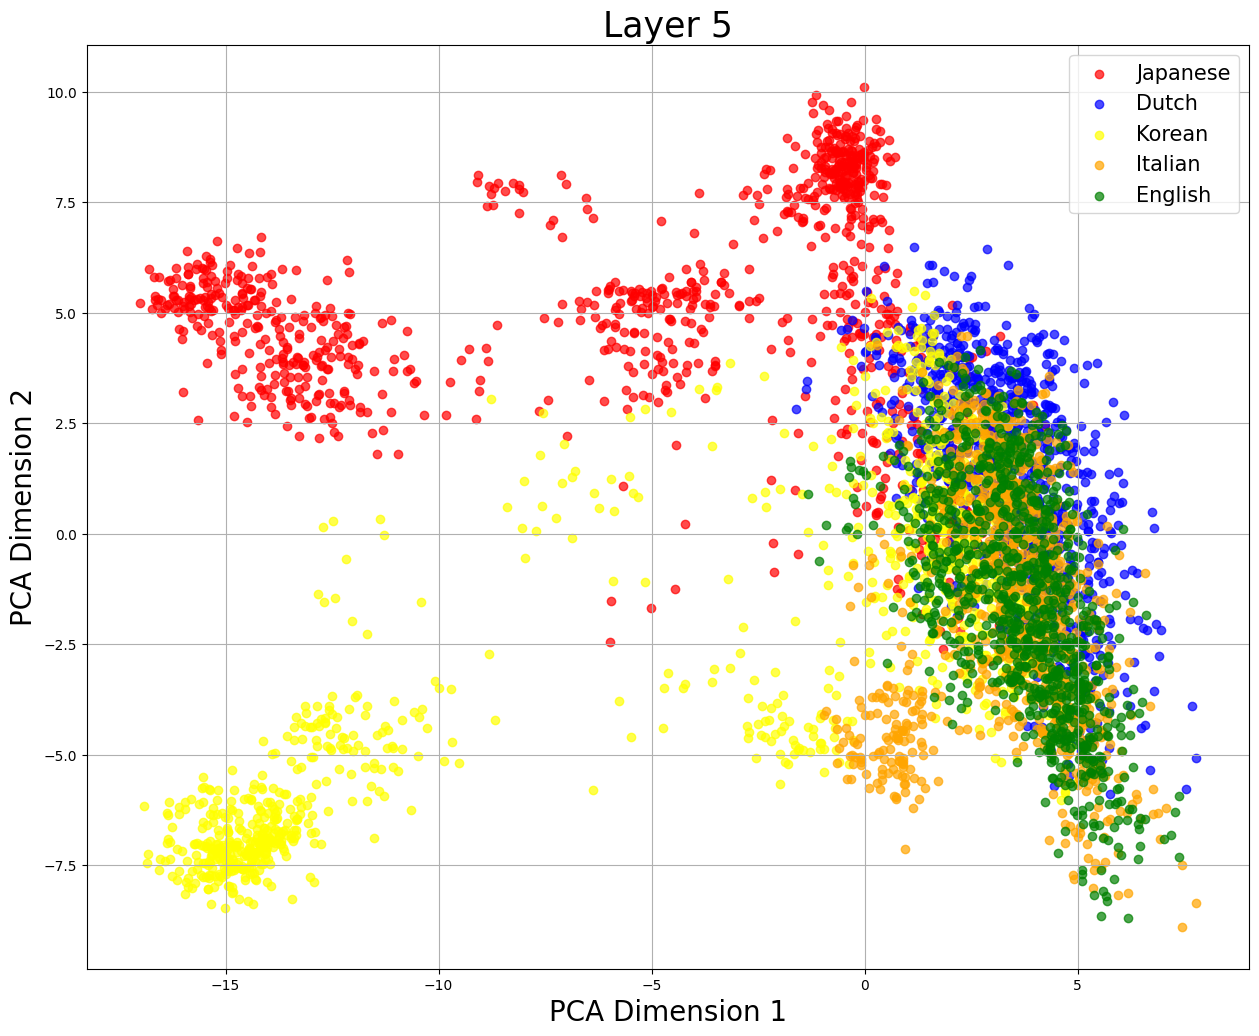 Layer 5
Japanese
Dutch
Korean
Italian
English
10.0
7.5
5.0
2.5
0.0
−2.5
−5.0
−7.5
PCA Dimension 2
−15
−10
−5
0
5
PCA Dimension 1